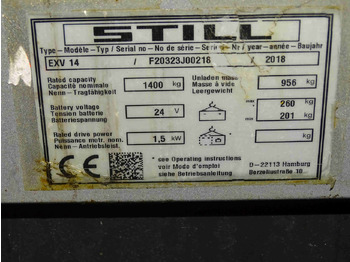 STILL
Type – Modèle – Typ / Serial no – No de série – Serien-Nr / year – année – Baujahr
EXV 14 / F20323J00218 / 2018
Rated capacity
Capacité nominale
Nenn – Tragfähigkeit
1400 kg
Unladen mass
Masse à vide
Leergewicht
956 kg
Battery voltage
Tension batterie
Batteriespannung
24 V
max 260 kg
201 kg
Rated drive power
Puissance motr. nom.
Nenn – Antriebsleist.
1,5 kW
see Operating instructions
voir Mode d'emploi
siehe Betriebsanleitung
D–22113 Hamburg
Berzeliusstraße 10